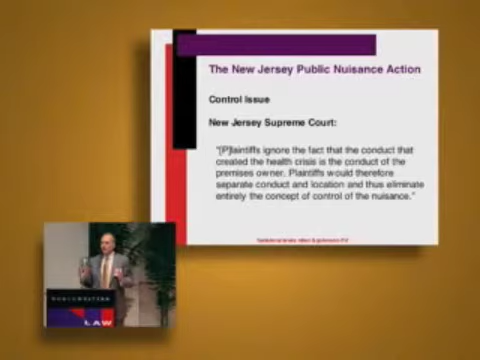 The New Jersey Public Nuisance Action
Control Issue
New Jersey Supreme Court:
"[P]laintiffs ignore the fact that the conduct that
created the health crisis is the conduct of the
premises owner. Plaintiffs would therefore
separate conduct and location and thus eliminate
entirely the concept of control of the nuisance."
NORTHWESTERN
LAW